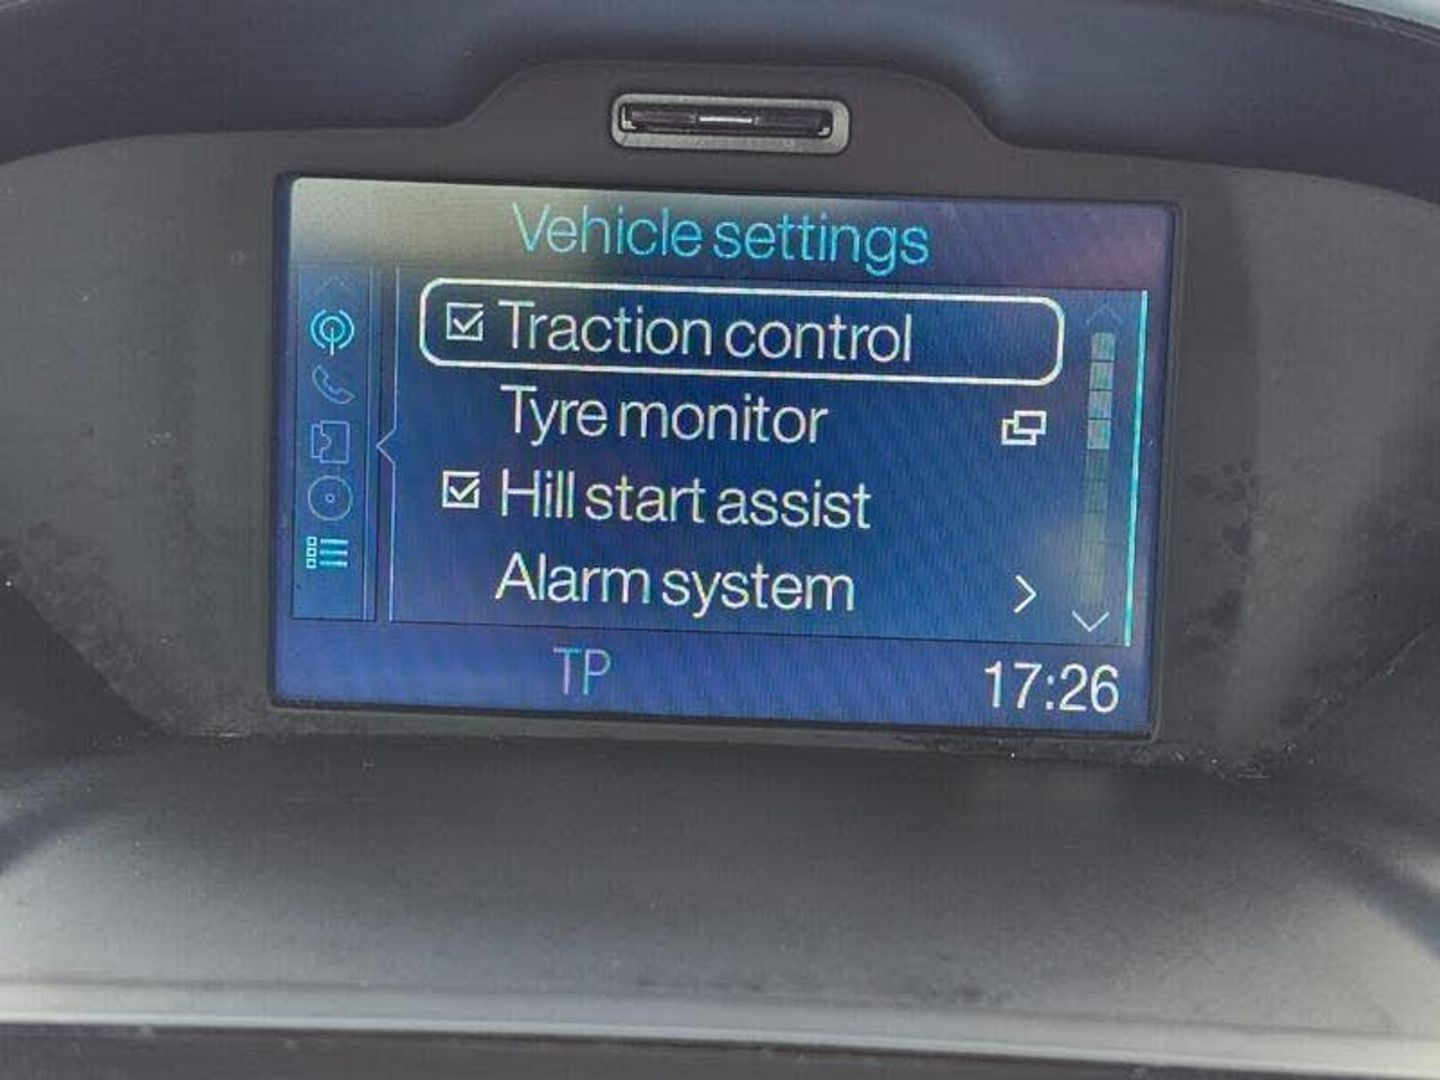 Vehicle settings
Traction control
Tyre monitor
Hill start assist
Alarm system
TP 17:26